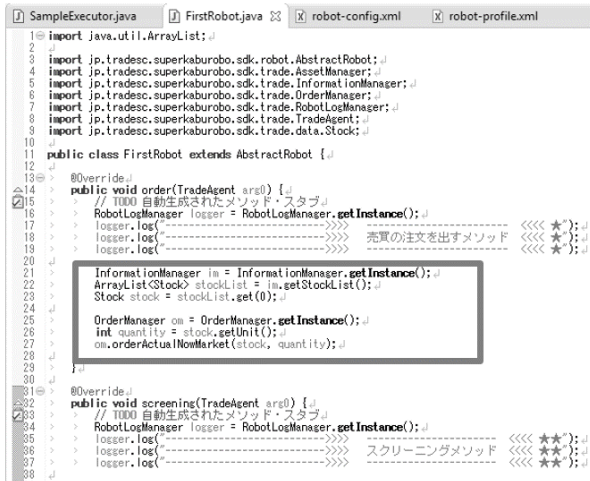 SampleExecutor.java FirstRobot.java robot-config.xml robot-profile.xml
1 import java.util.ArrayList;
2
3 import jp.tradesc.superkaburobo.sdk.robot.AbstractRobot;
4 import jp.tradesc.superkaburobo.sdk.trade.AssetManager;
5 import jp.tradesc.superkaburobo.sdk.trade.InformationManager;
6 import jp.tradesc.superkaburobo.sdk.trade.OrderManager;
7 import jp.tradesc.superkaburobo.sdk.trade.RobotLogManager;
8 import jp.tradesc.superkaburobo.sdk.trade.TradeAgent;
9 import jp.tradesc.superkaburobo.sdk.trade.data.Stock;
10
11 public class FirstRobot extends AbstractRobot {
12
13 @Override
14 public void order(TradeAgent arg0) {
15 // TODO 自動生成されたメソッド・スタブ
16 RobotLogManager logger = RobotLogManager.getInstance();
17 logger.log("----------------------------->>>> ------------------------ <<<< ★");
18 logger.log("----------------------------->>>> 売買の注文を出すメソッド <<<< ★");
19 logger.log("----------------------------->>>> ------------------------ <<<< ★");
20
21 InformationManager im = InformationManager.getInstance();
22 ArrayList<Stock> stockList = im.getStockList();
23 Stock stock = stockList.get(0);
24
25 OrderManager om = OrderManager.getInstance();
26 int quantity = stock.getUnit();
27 om.orderActualNowMarket(stock, quantity);
28
29 }
30
31 @Override
32 public void screening(TradeAgent arg0) {
33 // TODO 自動生成されたメソッド・スタブ
34 RobotLogManager logger = RobotLogManager.getInstance();
35 logger.log("----------------------------->>>> ------------------------ <<<< ★★");
36 logger.log("----------------------------->>>> スクリーニングメソッド <<<< ★★");
37 logger.log("----------------------------->>>> ------------------------ <<<< ★★");
38